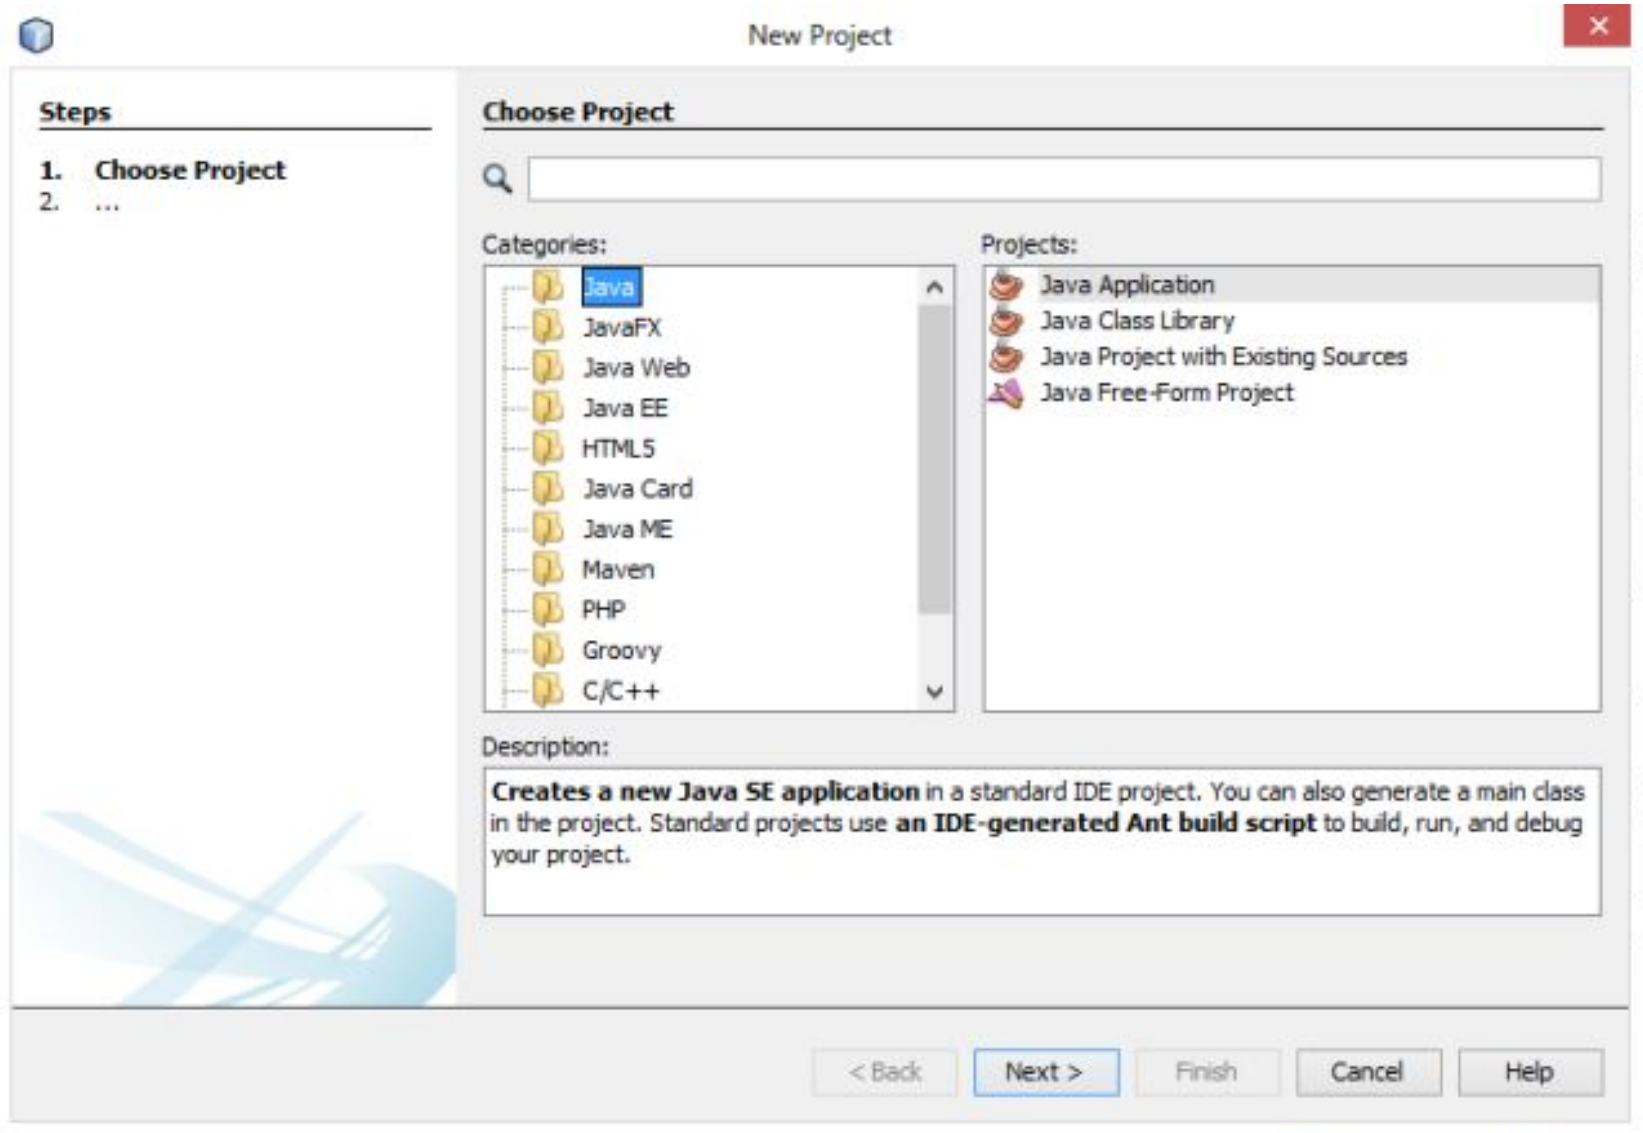 New Project
Steps
1. Choose Project
2. ...
Choose Project
Categories:
Java
JavaFX
Java Web
Java EE
HTML5
Java Card
Java ME
Maven
PHP
Groovy
C/C++
Projects:
Java Application
Java Class Library
Java Project with Existing Sources
Java Free-Form Project
Description:
Creates a new Java SE application in a standard IDE project. You can also generate a main class
in the project. Standard projects use an IDE-generated Ant build script to build, run, and debug
your project.
< Back
Next >
Finish
Cancel
Help